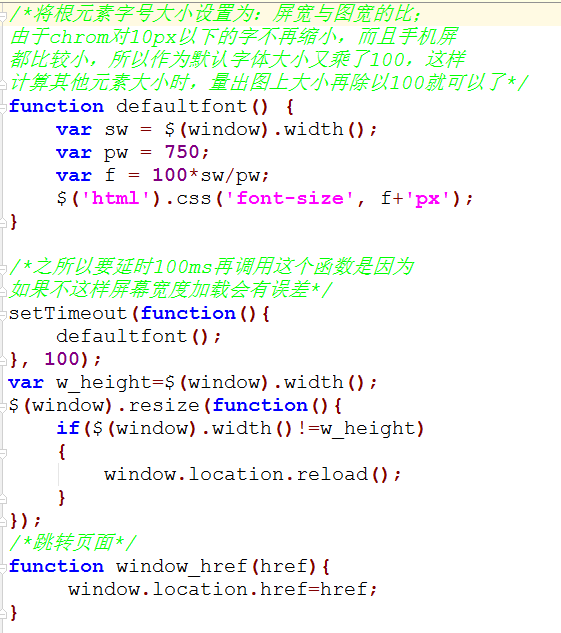 /*将根元素字号大小设置为：屏宽与图宽的比；
由于chrom对10px以下的字不再缩小，而且手机屏
都比较小，所以作为默认字体大小又乘了100，这样
计算其他元素大小时，量出图上大小再除以100就可以了*/
function defaultfont() {
    var sw = $(window).width();
    var pw = 750;
    var f = 100*sw/pw;
    $('html').css('font-size', f+'px');
}

/*之所以要延时100ms再调用这个函数是因为
如果不这样屏幕宽度加载会有误差*/
setTimeout(function(){
    defaultfont();
}, 100);
var w_height=$(window).width();
$(window).resize(function(){
    if($(window).width()!=w_height)
    {
        window.location.reload();
    }
});
/*跳转页面*/
function window_href(href){
     window.location.href=href;
}